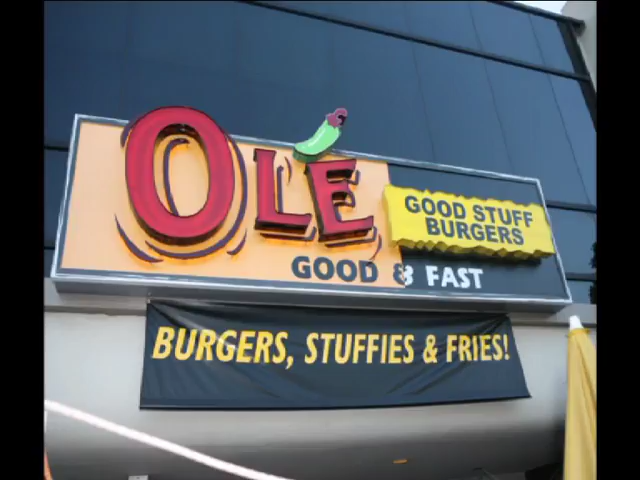 OLÉ
GOOD & FAST
GOOD STUFF
BURGERS
BURGERS, STUFFIES & FRIES!